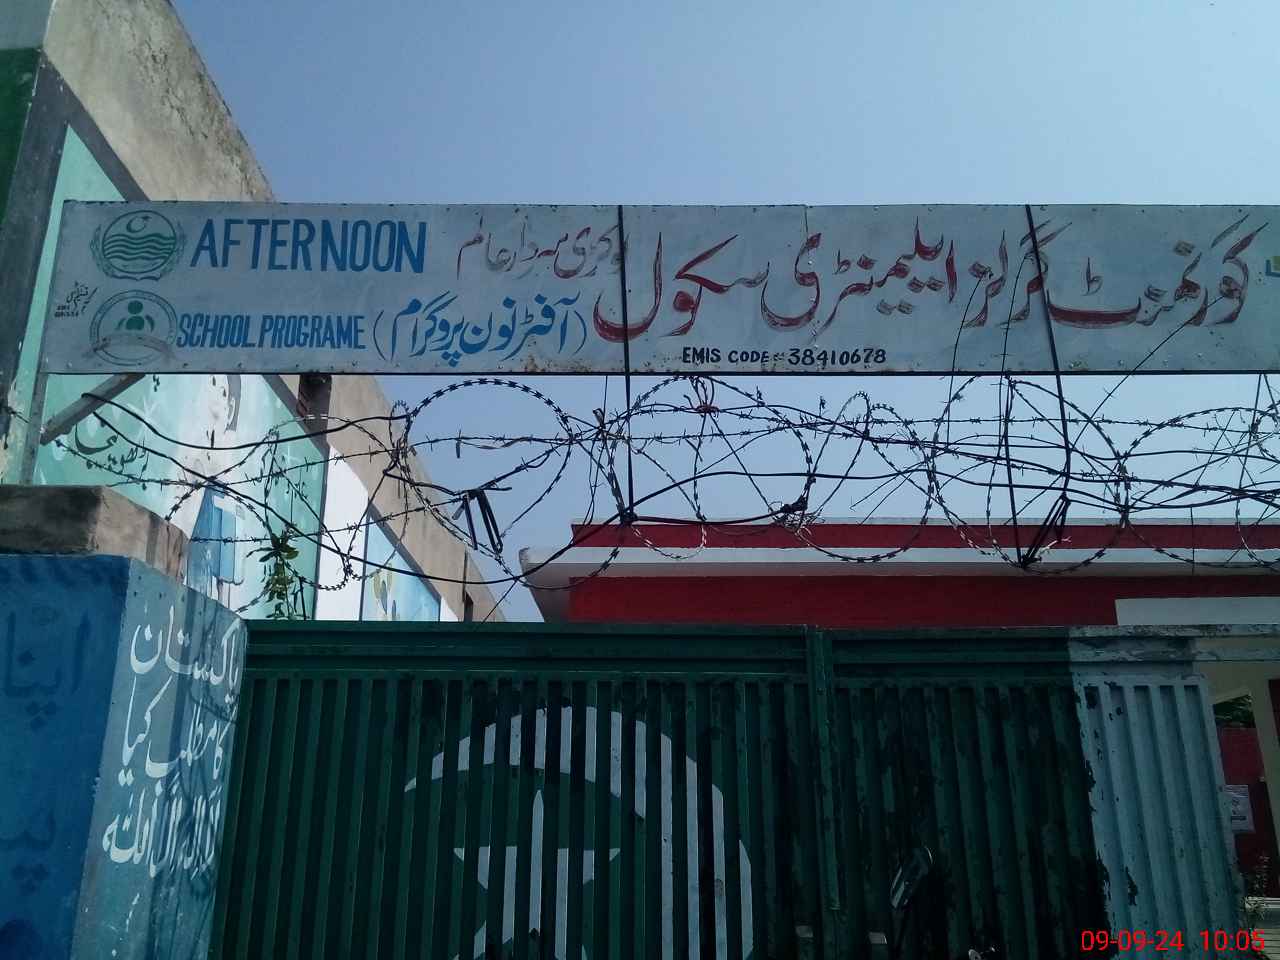 گورنمنٹ گرلز ایلیمنٹری سکول
AFTERNOON
SCHOOL PROGRAME (آفٹرنون پروگرام)
EMIS CODE:- 38410678
پاکستان
کا مطلب کیا
لا الہ الا اللہ
اپنا
09-09-24 10:05